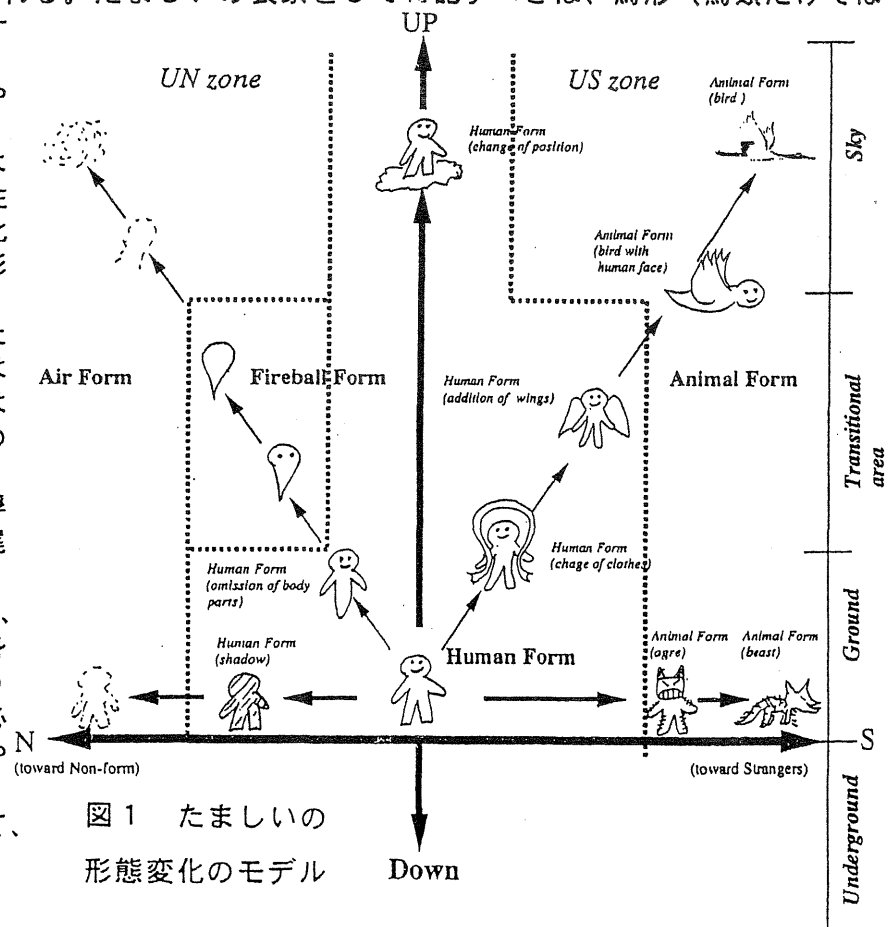 UP
UN zone
US zone
Animal Form
(bird )
Human Form
(change of position)
Sky
Animal Form
(bird with
human face)
Air Form
Fireball Form
Human Form
(addition of wings)
Animal Form
Transitional
area
Human Form
(omission of body
parts)
Human Form
(chage of clothes)
Human Form
(shadow)
Human Form
Animal Form
(ogre)
Animal Form
(beast)
Ground
N
S
(toward Non-form)
(toward Strangers)
図1 たましいの
形態変化のモデル
Down
Underground